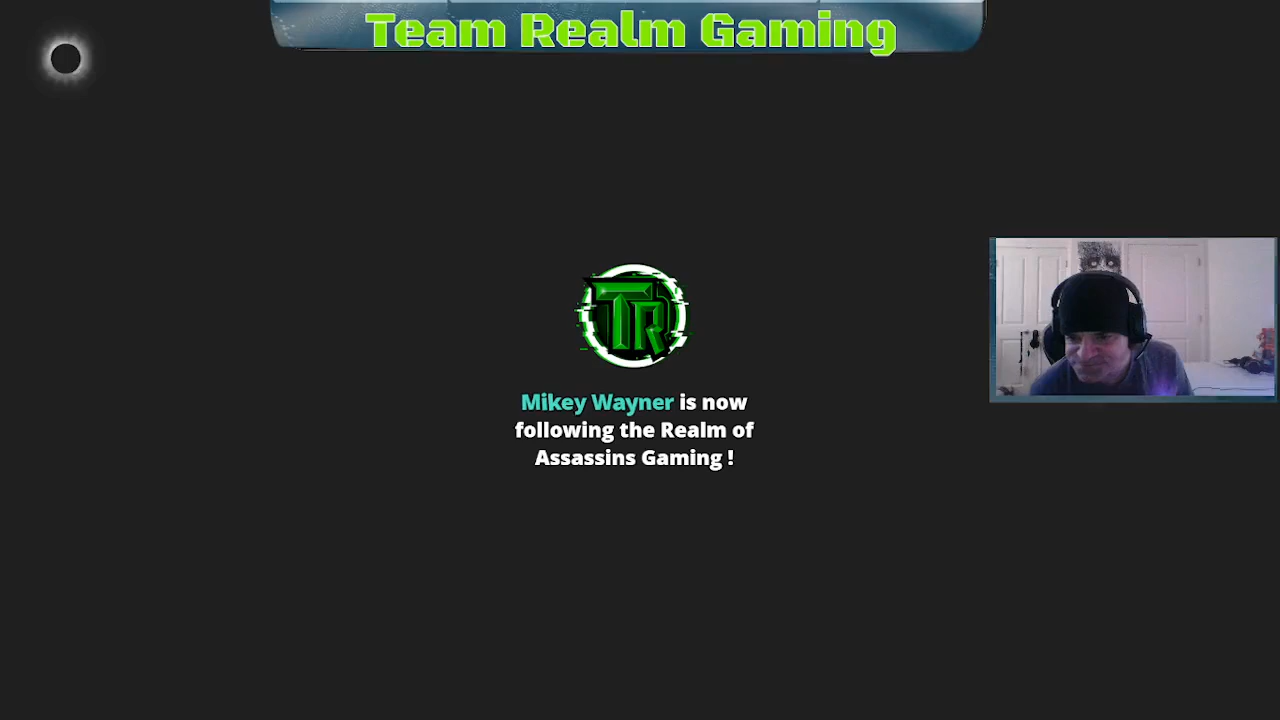 Team Realm Gaming
TR
Mikey Wayner is now
following the Realm of
Assassins Gaming !